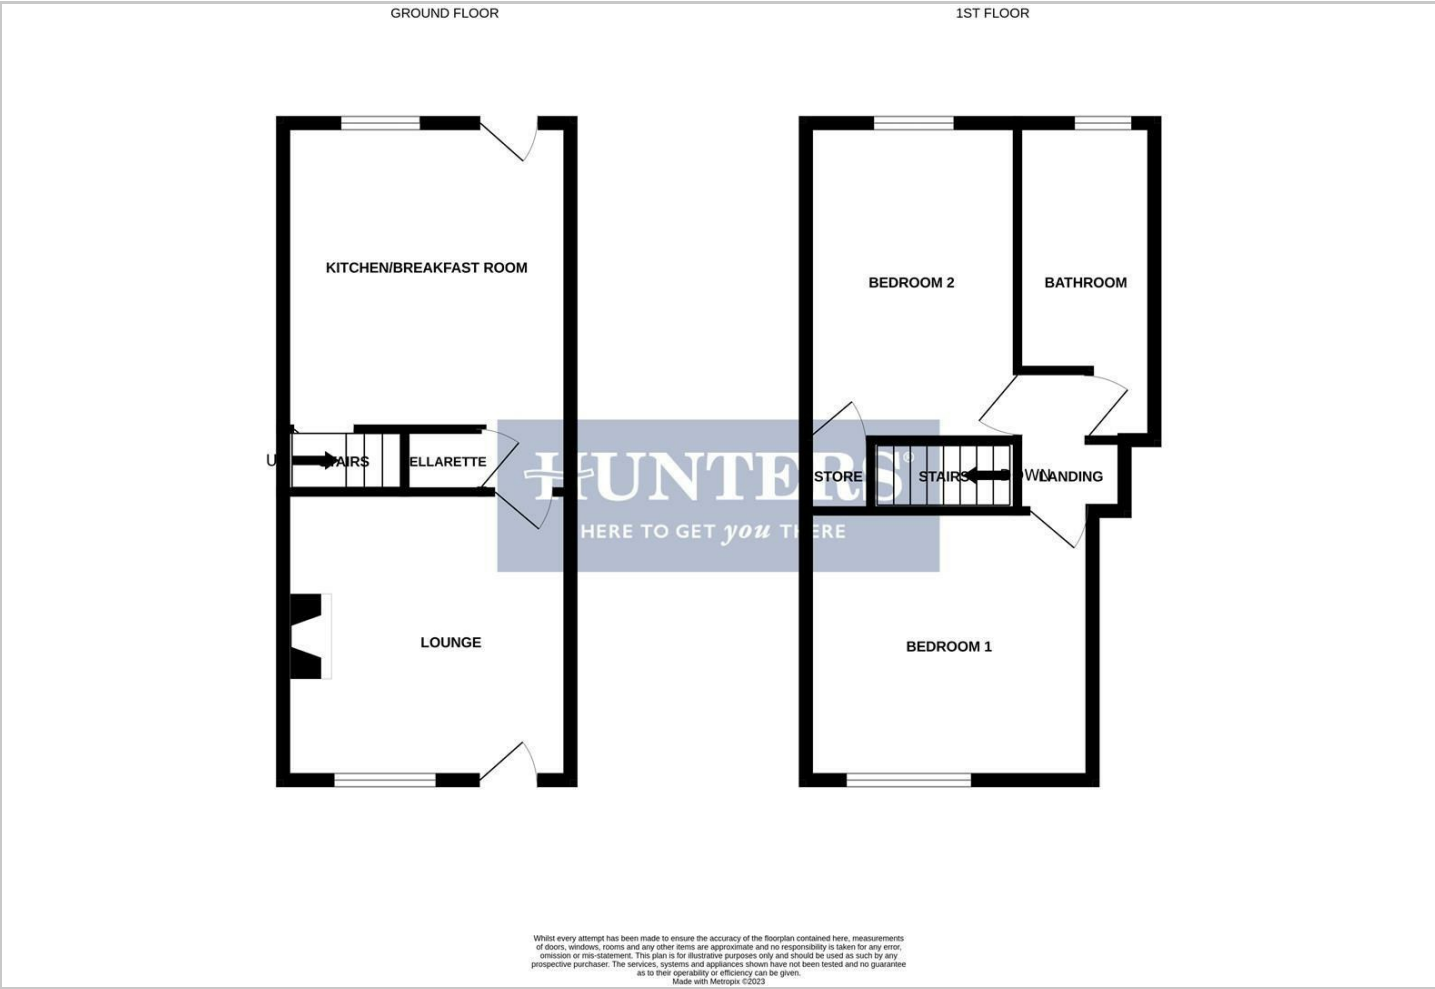 GROUND FLOOR
1ST FLOOR
KITCHEN/BREAKFAST ROOM
BEDROOM 2
BATHROOM
U
TAIRS
ELLARETTE
STORE
STAIRS
DOWN
LANDING
HUNTERS®
HERE TO GET you THERE
LOUNGE
BEDROOM 1
Whilst every attempt has been made to ensure the accuracy of the floorplan contained here, measurements
of doors, windows, rooms and any other items are approximate and no responsibility is taken for any error,
omission or mis-statement. This plan is for illustrative purposes only and should be used as such by any
prospective purchaser. The services, systems and appliances shown have not been tested and no guarantee
as to their operability or efficiency can be given.
Made with Metropix ©2023